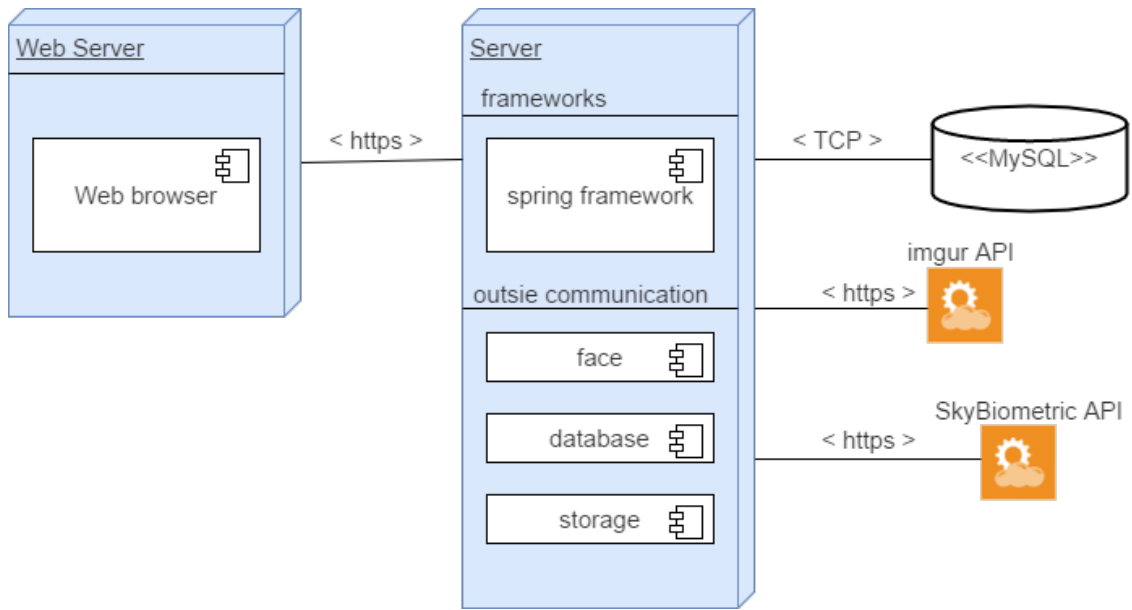 Web Server
Web browser
< https >
Server
frameworks
spring framework
outsie communication
face
database
storage
< TCP >
<<MySQL>>
imgur API
< https >
SkyBiometric API
< https >